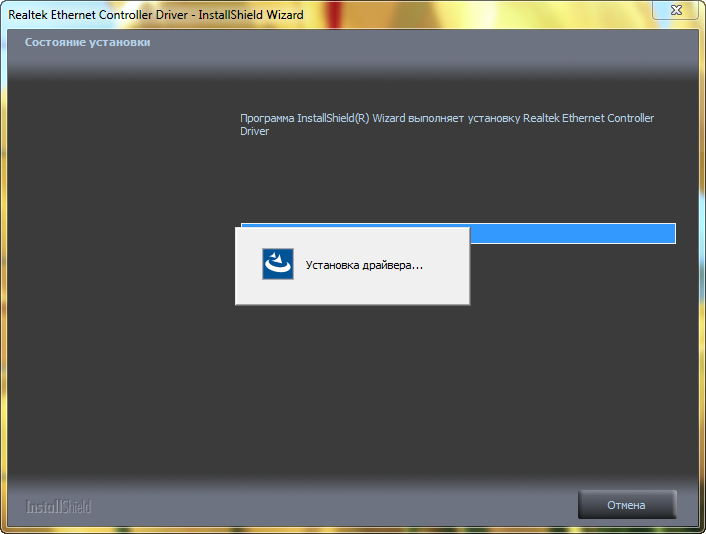 Realtek Ethernet Controller Driver - InstallShield Wizard
Состояние установки
Программа InstallShield(R) Wizard выполняет установку Realtek Ethernet Controller
Driver
Установка драйвера...
InstallShield
Отмена